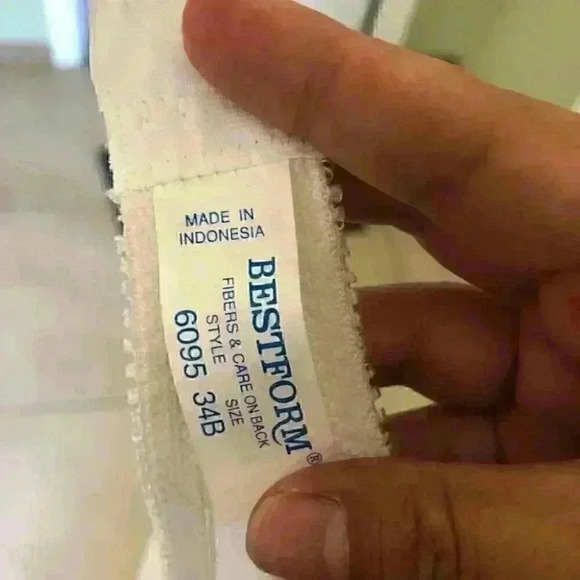 MADE IN
INDONESIA
BESTFORM®
FIBERS & CARE ON BACK
STYLE SIZE
6095 34B